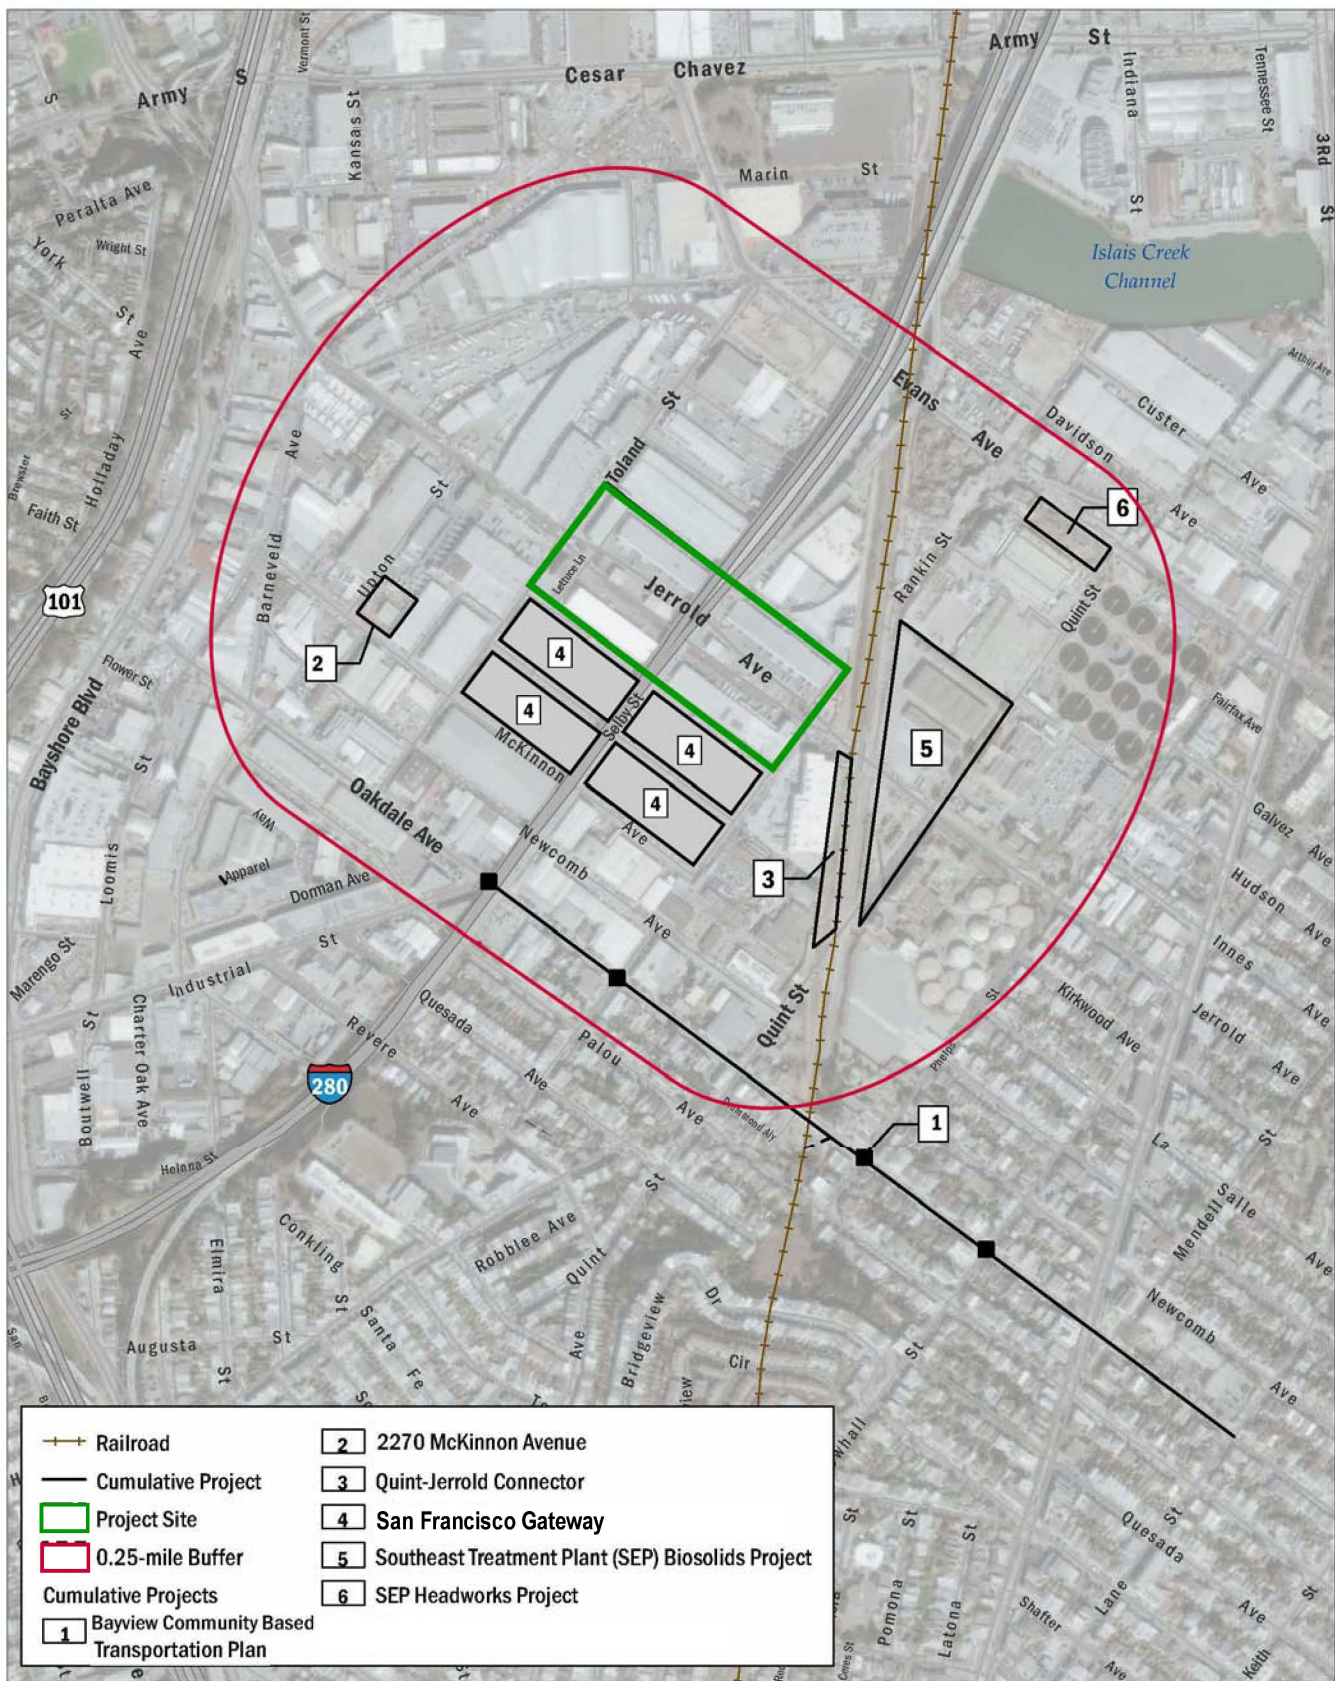 Army St
Cesar Chavez
Army
S
S
Vermont St
Kansas St
Indiana
St
Tennessee St
3Rd
St
Marin St
Peralta Ave
Wright St
York
St
Ave
Islais Creek
Channel
Arthur Ave
Evans
Ave
Custer
Ave
Davidson
Ave
Toland
St
Holladay
St
Brewster
Faith St
Ave
Barneveld
St
Upton
Lettuce Ln
Jerrold
Ave
Rankin St
Quint St
6
101
2
4
4
4
4
Selby St
McKinnon
Ave
5
3
Flower St
Bayshore Blvd
St
Fairfax Ave
Oakdale Ave
Newcomb
Ave
Way
Apparel
Dorman Ave
Loomis
St
Galvez
Ave
Hudson
Ave
Innes
Ave
Jerrold
Ave
Kirkwood Ave
Marengo St
Industrial
St
Charter Oak Ave
Boutwell
Revere
Ave
Quesada
Ave
Palou
Ave
Quint St
Phelps
St
280
1
Helena St
Elmira
St
Conkling
St
Augusta
St
Santa
Fe
Robblee Ave
Quint
St
Ave
Bridgeview
Dr
Cir
view
La
Salle
Ave
Mendell
St
Newcomb
Ave
St
whall
St
St
St
St
Quesada
Ave
St
Pomona
Latona
Shafter
Ave
Lane
Keith
Ceres St
San
Railroad
Cumulative Project
Project Site
0.25-mile Buffer
Cumulative Projects
1 Bayview Community Based
Transportation Plan
2 2270 McKinnon Avenue
3 Quint-Jerrold Connector
4 San Francisco Gateway
5 Southeast Treatment Plant (SEP) Biosolids Project
6 SEP Headworks Project